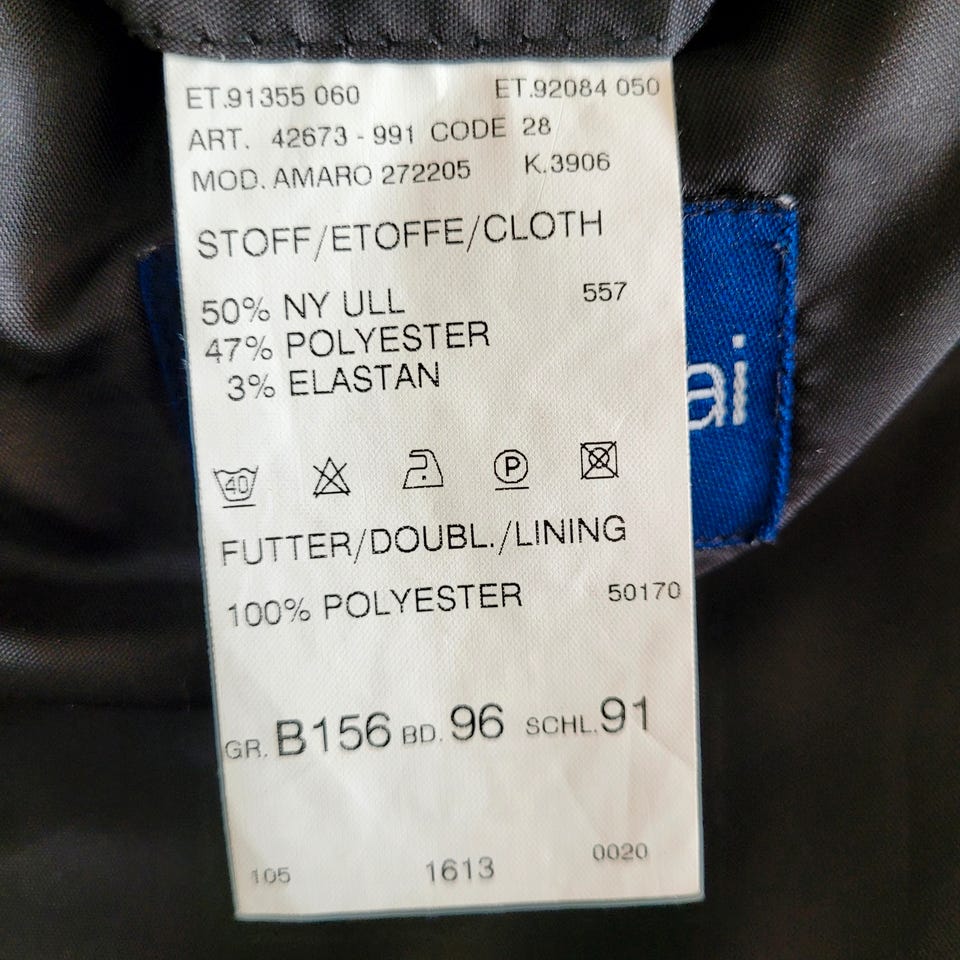 ET.91355 060 ET.92084 050
ART. 42673 - 991 CODE 28
MOD. AMARO 272205 K.3906
STOFF/ETOFFE/CLOTH
50% NY ULL 557
47% POLYESTER
3% ELASTAN
40 P
FUTTER/DOUBL./LINING
100% POLYESTER 50170
GR. B156 BD. 96 SCHL. 91
105 1613 0020
ai